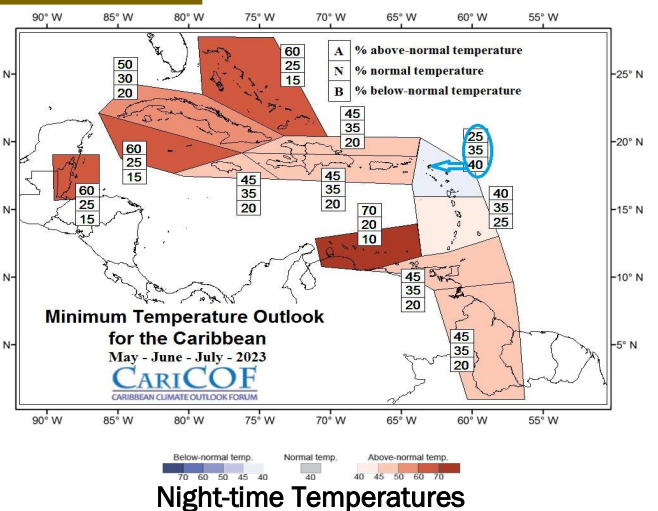 90° W 85° W 80° W 75° W 70° W 65° W 60° W 55° W
A % above-normal temperature
N % normal temperature
B % below-normal temperature
60
25
15
50
30
20
45
35
20
25
35
40
60
25
15
60
25
15
45
35
20
45
35
20
40
35
25
70
20
10
45
35
20
45
35
20
N-
N-
N-
N-
N-
-25° N
-20° N
-15° N
-10° N
-5° N
Minimum Temperature Outlook
for the Caribbean
May - June - July - 2023
CARICOF
CARIBBEAN CLIMATE OUTLOOK FORUM
90° W 85° W 80° W 75° W 70° W 65° W 60° W 55° W
Below-normal temp. Normal temp. Above-normal temp.
70 60 50 45 40 40 40 45 50 60 70
Night-time Temperatures